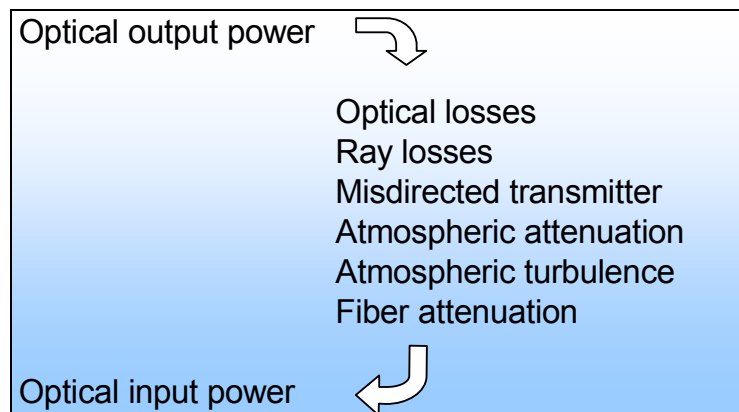 Optical output power
Optical losses
Ray losses
Misdirected transmitter
Atmospheric attenuation
Atmospheric turbulence
Fiber attenuation
Optical input power